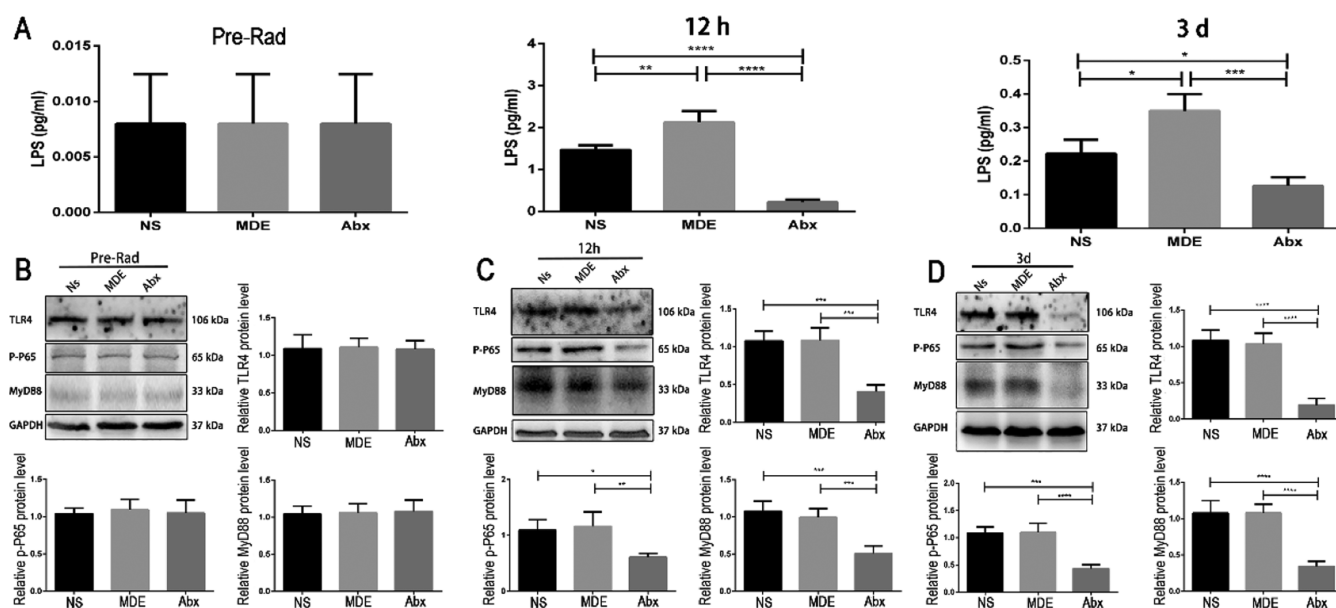 A
Pre-Rad
LPS (pg/ml)
0.015
0.010
0.005
0.000
NS MDE Abx
12 h
LPS (pg/ml)
4
3
2
1
0
****
** ****
NS MDE Abx
3 d
LPS (pg/ml)
0.5
0.4
0.3
0.2
0.1
0.0
*
* ***
NS MDE Abx
B
Pre-Rad
Ns MDE Abx
TLR4 106 kDa
P-P65 65 kDa
MyD88 33 kDa
GAPDH 37 kDa
Relative TLR4 protein level
1.5
1.0
0.5
0.0
NS MDE Abx
Relative p-P65 protein level
1.5
1.0
0.5
0.0
NS MDE Abx
Relative MyD88 protein level
1.5
1.0
0.5
0.0
NS MDE Abx
C
12h
Ns MDE Abx
TLR4 106 kDa
P-P65 65 kDa
MyD88 33 kDa
GAPDH 37 kDa
Relative TLR4 protein level
1.5
1.0
0.5
0.0
***
***
NS MDE Abx
Relative p-P65 protein level
2
1
0
*
**
NS MDE Abx
Relative MyD88 protein level
1.5
1.0
0.5
0.0
***
***
NS MDE Abx
D
3d
Ns MDE Abx
TLR4 106 kDa
P-P65 65 kDa
MyD88 33 kDa
GAPDH 37 kDa
Relative TLR4 protein level
1.5
1.0
0.5
0.0
****
****
NS MDE Abx
Relative p-P65 protein level
2.0
1.5
1.0
0.5
0.0
***
****
NS MDE Abx
Relative MyD88 protein level
1.5
1.0
0.5
0.0
****
****
NS MDE Abx